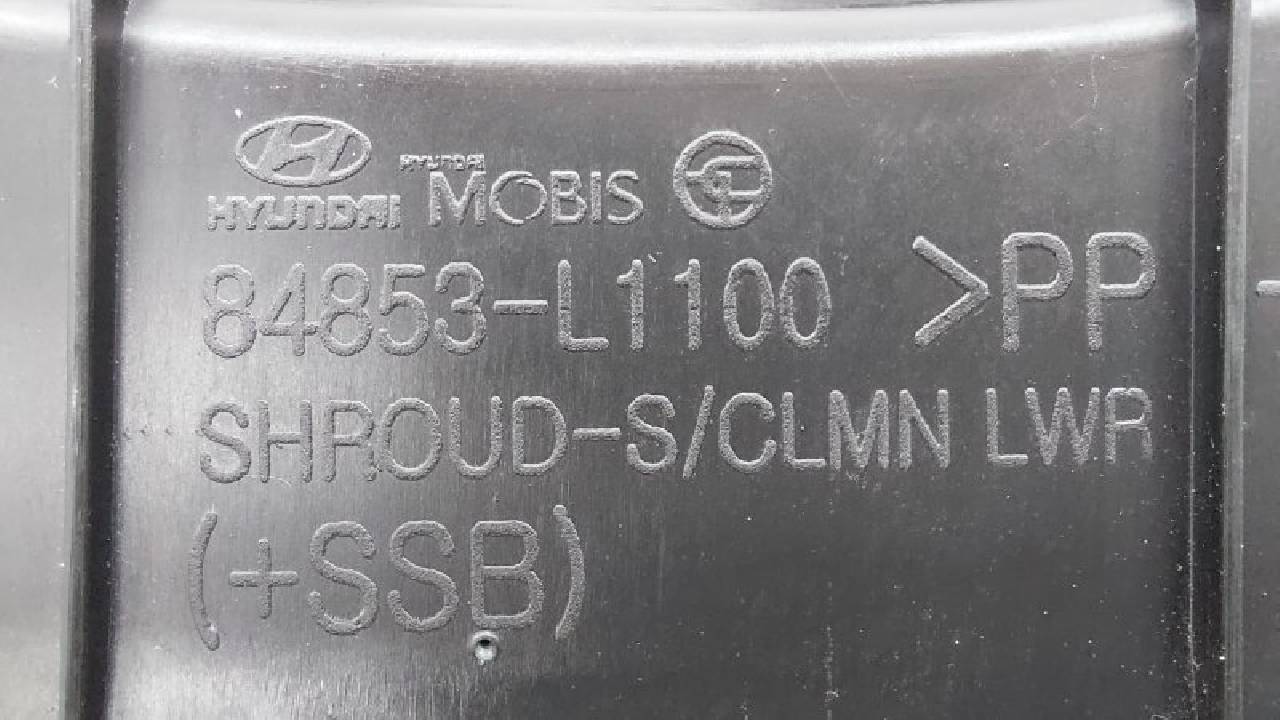 HYUNDAI HYUNDAI MOBIS
84853-L1100 >PP
SHROUD-S/CLMN LWR
(+SSB)